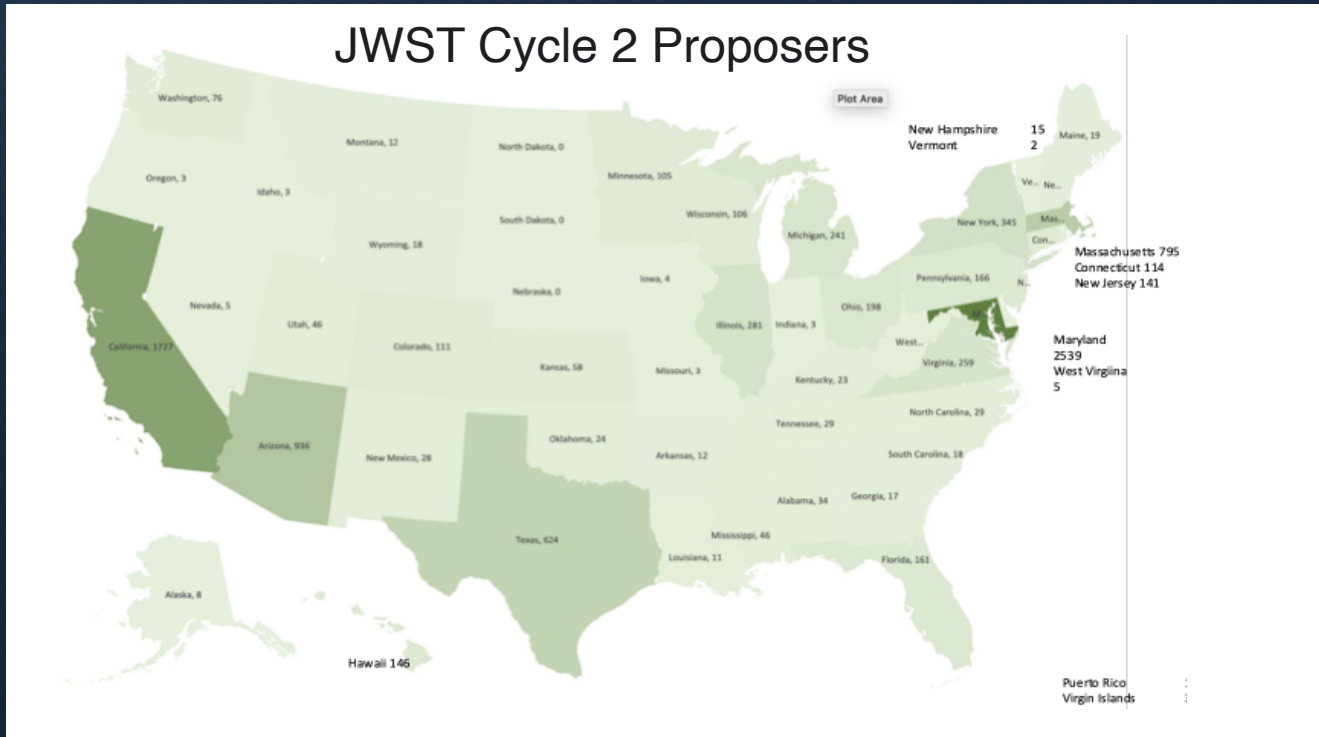 JWST Cycle 2 Proposers
Plot Area
Washington, 76
Montana, 12
North Dakota, 0
Minnesota, 105
New Hampshire 15
Vermont 2
Maine, 19
Oregon, 3
Idaho, 3
South Dakota, 0
Wisconsin, 106
Michigan, 241
New York, 345
Ve... Ne...
Mas...
Con...
Wyoming, 18
Massachusetts 795
Connecticut 114
New Jersey 141
Nevada, 5
Utah, 46
Nebraska, 0
Iowa, 4
Pennsylvania, 166
N...
California, 1727
Colorado, 111
Illinois, 281
Indiana, 3
Ohio, 198
M...
West...
Maryland
2539
West Virgiina
5
Kansas, 58
Missouri, 3
Kentucky, 23
Virginia, 259
Arizona, 936
New Mexico, 28
Oklahoma, 24
Arkansas, 12
Tennessee, 29
North Carolina, 29
South Carolina, 18
Texas, 624
Louisiana, 11
Mississippi, 46
Alabama, 34
Georgia, 17
Florida, 161
Alaska, 8
Hawaii 146
Puerto Rico
Virgin Islands